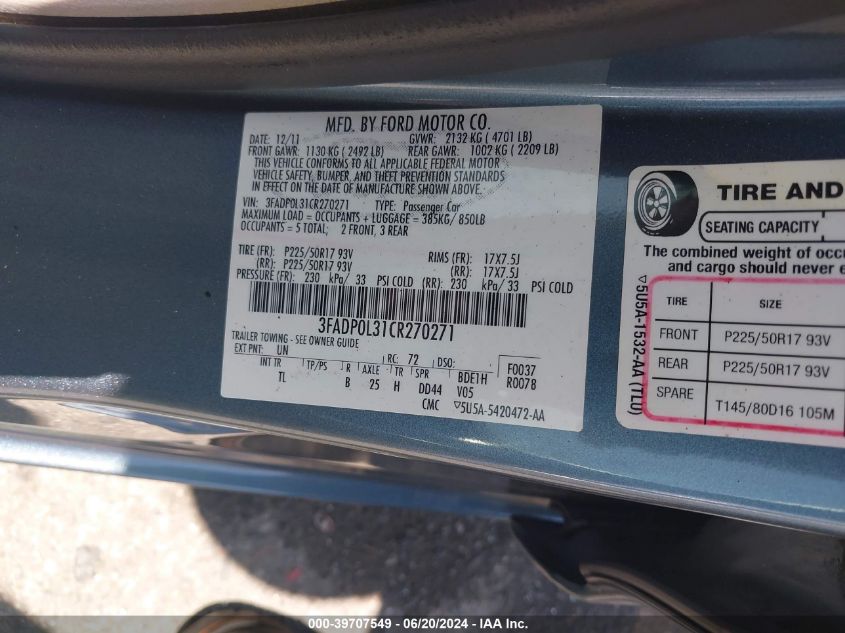 MFD. BY FORD MOTOR CO.
DATE: 12/11 GVWR: 2132 KG ( 4701 LB)
FRONT GAWR: 1130 KG ( 2492 LB) REAR GAWR: 1002 KG ( 2209 LB)
THIS VEHICLE CONFORMS TO ALL APPLICABLE FEDERAL MOTOR
VEHICLE SAFETY, BUMPER, AND THEFT PREVENTION STANDARDS
IN EFFECT ON THE DATE OF MANUFACTURE SHOWN ABOVE.
VIN: 3FADP0L31CR270271 TYPE: Passenger Car
MAXIMUM LOAD = OCCUPANTS + LUGGAGE = 385KG/ 850LB
OCCUPANTS = 5 TOTAL; 2 FRONT, 3 REAR
TIRE (FR): P225/50R17 93V RIMS (FR): 17X7.5J
(RR): P225/50R17 93V (RR): 17X7.5J
PRESSURE (FR): 230 kPa/ 33 PSI COLD (RR): 230 kPa/ 33 PSI COLD
3FADP0L31CR270271
TRAILER TOWING - SEE OWNER GUIDE
EXT PNT: UN RC: 72 DSO: F0037
INT TR TP/PS R AXLE TR SPR BDE1H R0078
TL B 25 H DD44 V05
CMC ▽5U5A-5420472-AA
TIRE AND
SEATING CAPACITY
The combined weight of occu
and cargo should never e
TIRE SIZE
FRONT P225/50R17 93V
REAR P225/50R17 93V
SPARE T145/80D16 105M
▽5U5A-1532-AA (TLU)
000-39707549 - 06/20/2024 - IAA Inc.